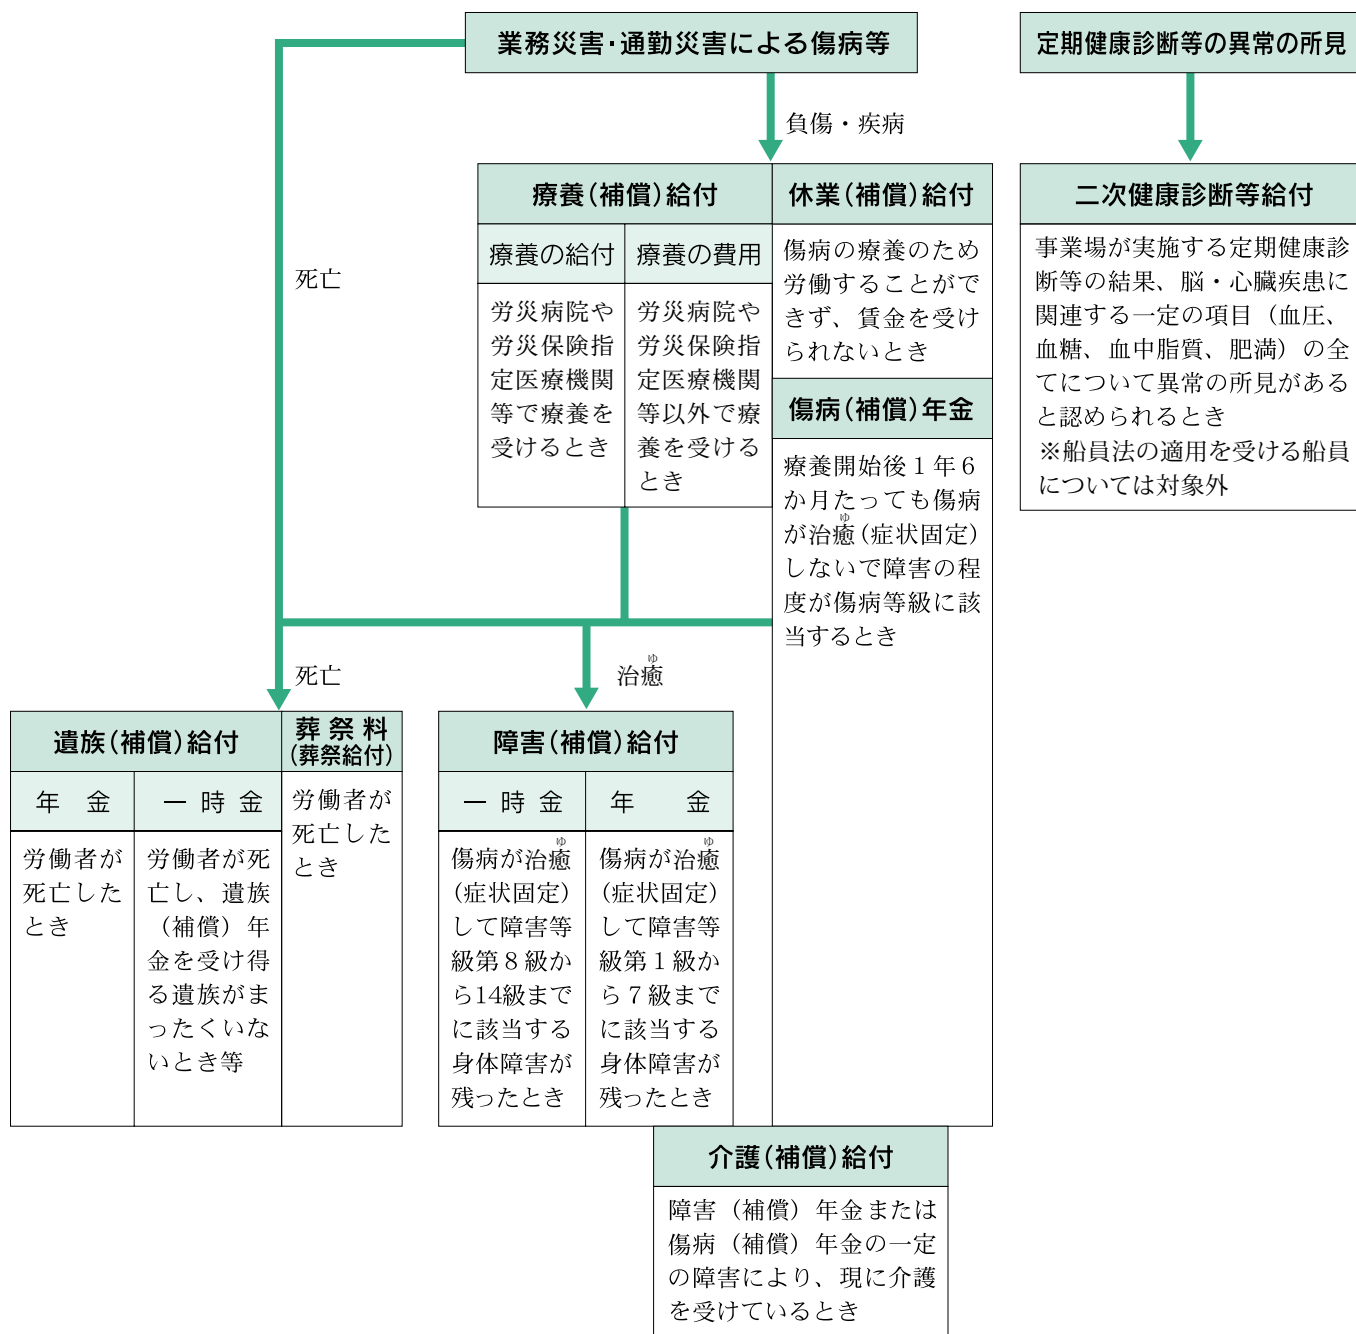 業務災害・通勤災害による傷病等
定期健康診断等の異常の所見
負傷・疾病
死亡
療養(補償)給付
療養の給付
労災病院や
労災保険指
定医療機関
等で療養を
受けるとき
療養の費用
労災病院や
労災保険指
定医療機関
等以外で療
養を受ける
とき
休業(補償)給付
傷病の療養のため
労働することがで
きず、賃金を受け
られないとき
傷病(補償)年金
療養開始後１年６
か月たっても傷病
ゆ
が治癒(症状固定)
しないで障害の程
度が傷病等級に該
当するとき
二次健康診断等給付
事業場が実施する定期健康診
断等の結果、脳・心臓疾患に
関連する一定の項目（血圧、
血糖、血中脂質、肥満）の全
てについて異常の所見がある
と認められるとき
※船員法の適用を受ける船員
については対象外
死亡
ゆ
治癒
遺族(補償)給付
年 金
労働者が
死亡した
とき
一 時 金
労働者が死
亡し、遺族
（補償）年
金を受け得
る遺族がま
ったくいな
いとき等
葬 祭 料
(葬祭給付)
労働者が
死亡した
とき
障害(補償)給付
一 時 金
ゆ
傷病が治癒
(症状固定)
して障害等
級第８級か
ら14級まで
に該当する
身体障害が
残ったとき
年 金
ゆ
傷病が治癒
(症状固定)
して障害等
級第１級か
ら７級まで
に該当する
身体障害が
残ったとき
介護(補償)給付
障害（補償）年金または
傷病（補償）年金の一定
の障害により、現に介護
を受けているとき